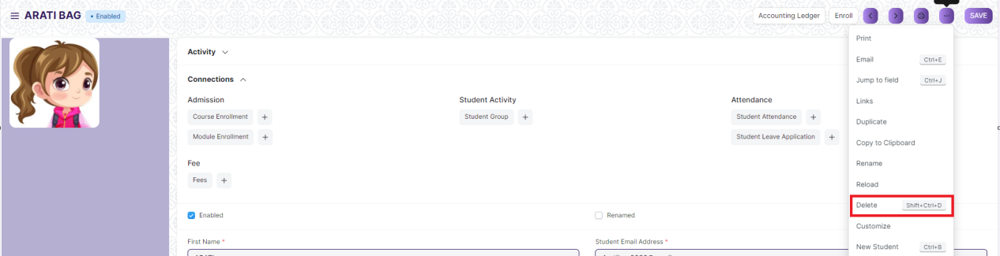 ARATI BAG • Enabled
Accounting Ledger Enroll SAVE
Activity
Connections
Admission Student Activity Attendance
Course Enrollment + Student Group + Student Attendance +
Module Enrollment + Student Leave Application +
Fee
Fees +
Enabled Renamed
First Name * Student Email Address *
ARATI
Print
Email Ctrl+E
Jump to field Ctrl+J
Links
Duplicate
Copy to Clipboard
Rename
Reload
Delete Shift+Ctrl+D
Customize
New Student Ctrl+B